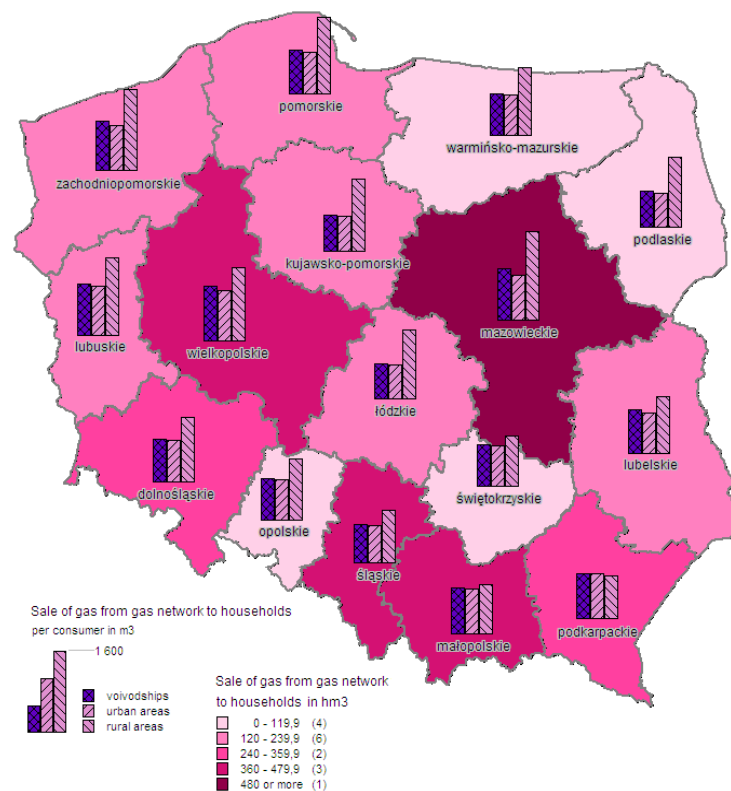 pomorskie
warmińsko-mazurskie
zachodniopomorskie
podlaskie
kujawsko-pomorskie
mazowieckie
lubuskie
wielkopolskie
łódzkie
lubelskie
dolnośląskie
świętokrzyskie
opolskie
śląskie
podkarpackie
małopolskie
Sale of gas from gas network to households
per consumer in m3
1 600
voivodships
urban areas
rural areas
Sale of gas from gas network
to households in hm3
0 - 119,9 (4)
120 - 239,9 (6)
240 - 359,9 (2)
360 - 479,9 (3)
480 or more (1)